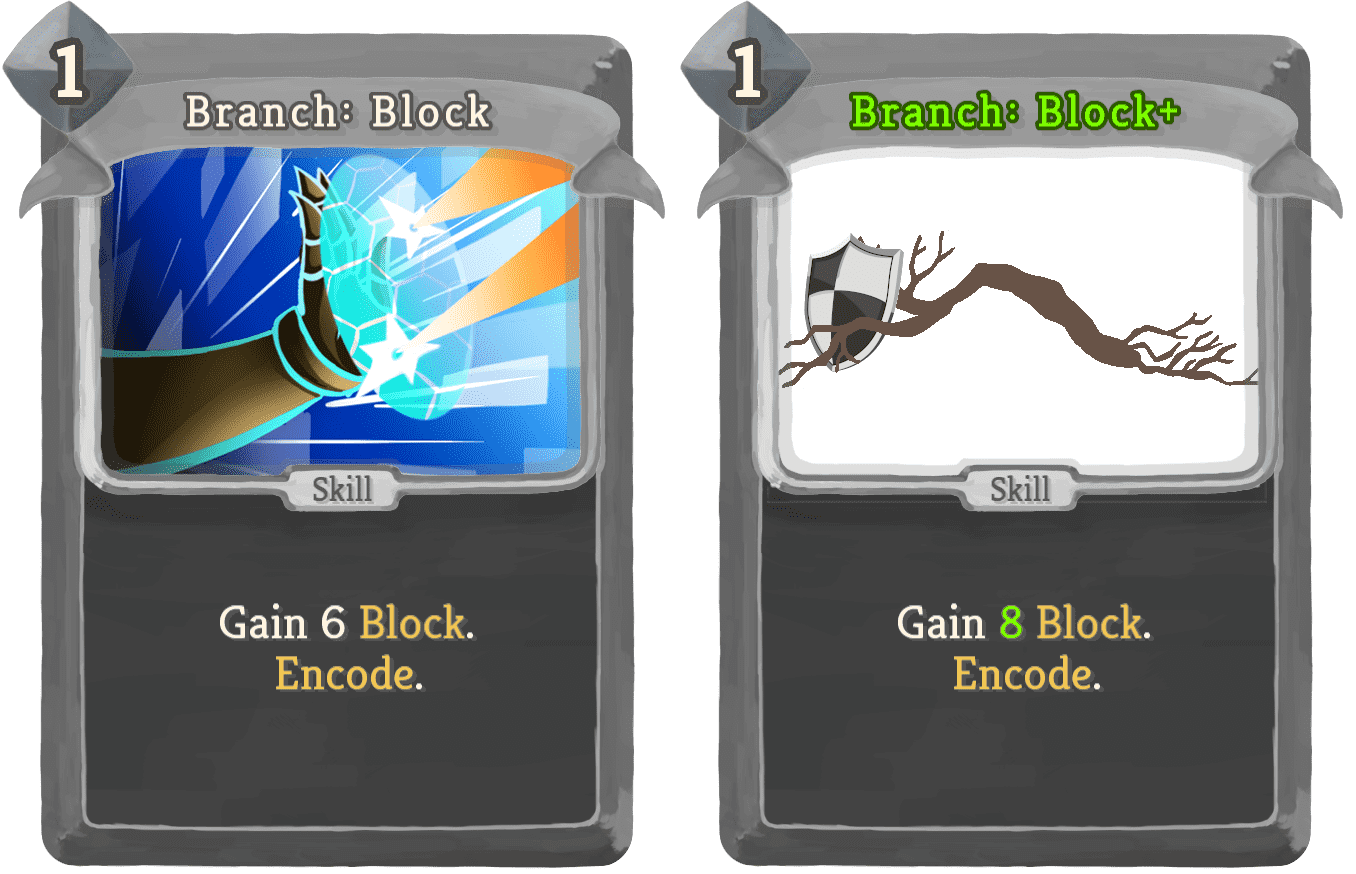 1
Branch: Block
Skill
Gain 6 Block.
Encode.
1
Branch: Block+
Skill
Gain 8 Block.
Encode.